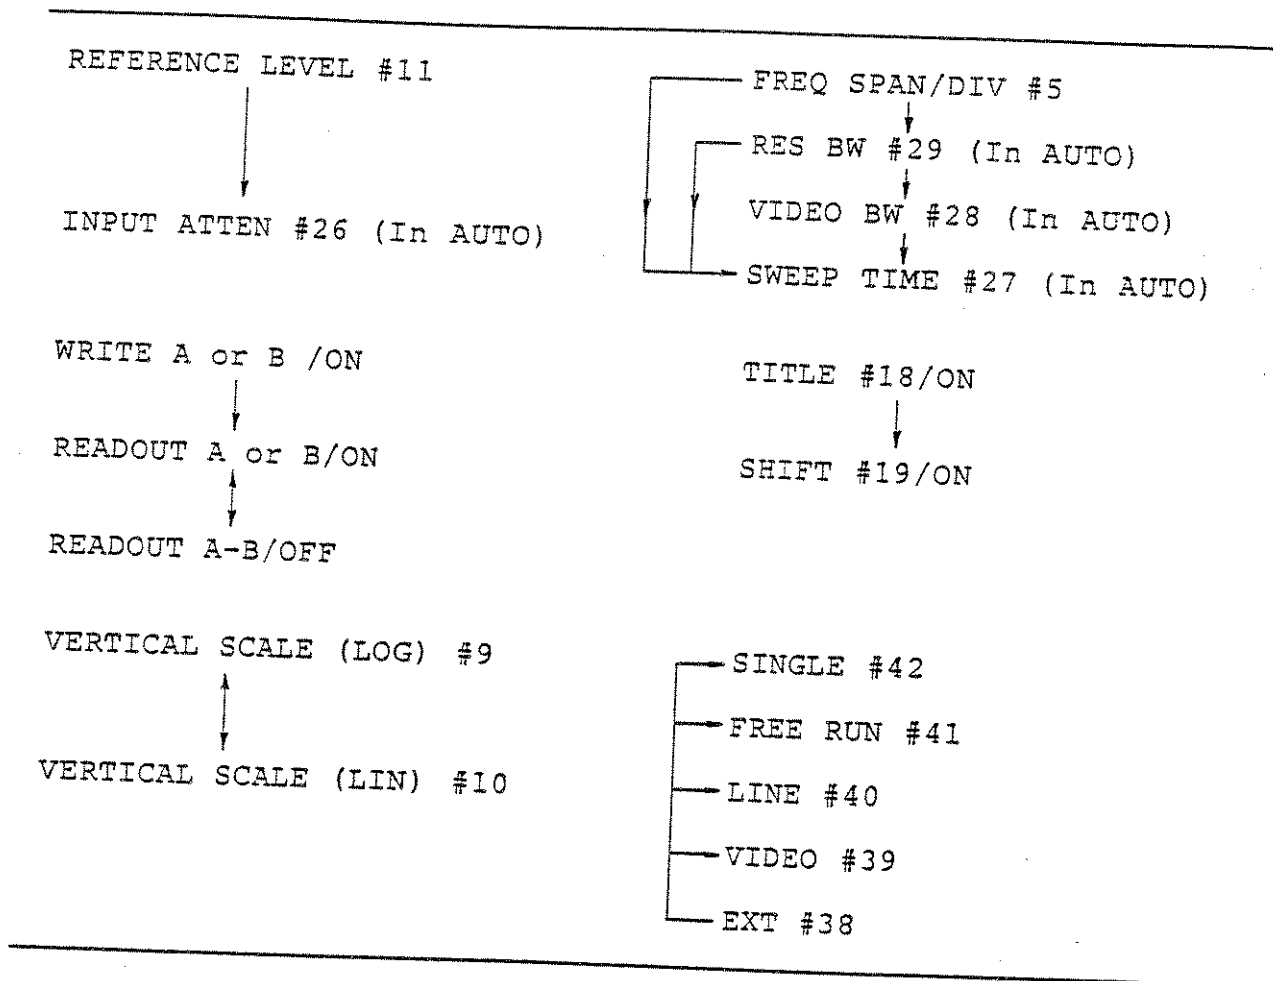 REFERENCE LEVEL #11
INPUT ATTEN #26 (In AUTO)
FREQ SPAN/DIV #5
RES BW #29 (In AUTO)
VIDEO BW #28 (In AUTO)
SWEEP TIME #27 (In AUTO)
WRITE A or B /ON
READOUT A or B/ON
READOUT A-B/OFF
TITLE #18/ON
SHIFT #19/ON
VERTICAL SCALE (LOG) #9
VERTICAL SCALE (LIN) #10
SINGLE #42
FREE RUN #41
LINE #40
VIDEO #39
EXT #38